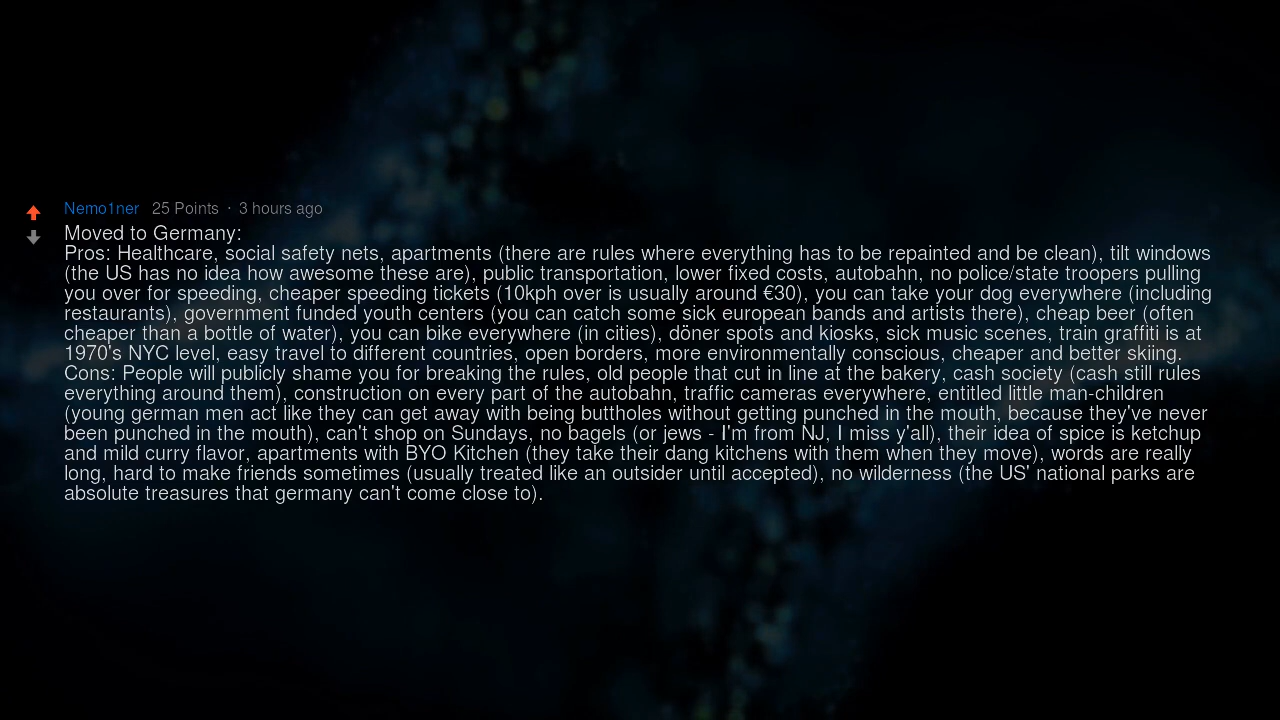 Nemo1ner 25 Points · 3 hours ago
Moved to Germany:
Pros: Healthcare, social safety nets, apartments (there are rules where everything has to be repainted and be clean), tilt windows
(the US has no idea how awesome these are), public transportation, lower fixed costs, autobahn, no police/state troopers pulling
you over for speeding, cheaper speeding tickets (10kph over is usually around €30), you can take your dog everywhere (including
restaurants), government funded youth centers (you can catch some sick european bands and artists there), cheap beer (often
cheaper than a bottle of water), you can bike everywhere (in cities), döner spots and kiosks, sick music scenes, train graffiti is at
1970's NYC level, easy travel to different countries, open borders, more environmentally conscious, cheaper and better skiing.
Cons: People will publicly shame you for breaking the rules, old people that cut in line at the bakery, cash society (cash still rules
everything around them), construction on every part of the autobahn, traffic cameras everywhere, entitled little man-children
(young german men act like they can get away with being buttholes without getting punched in the mouth, because they've never
been punched in the mouth), can't shop on Sundays, no bagels (or jews - I'm from NJ, I miss y'all), their idea of spice is ketchup
and mild curry flavor, apartments with BYO Kitchen (they take their dang kitchens with them when they move), words are really
long, hard to make friends sometimes (usually treated like an outsider until accepted), no wilderness (the US' national parks are
absolute treasures that germany can't come close to).